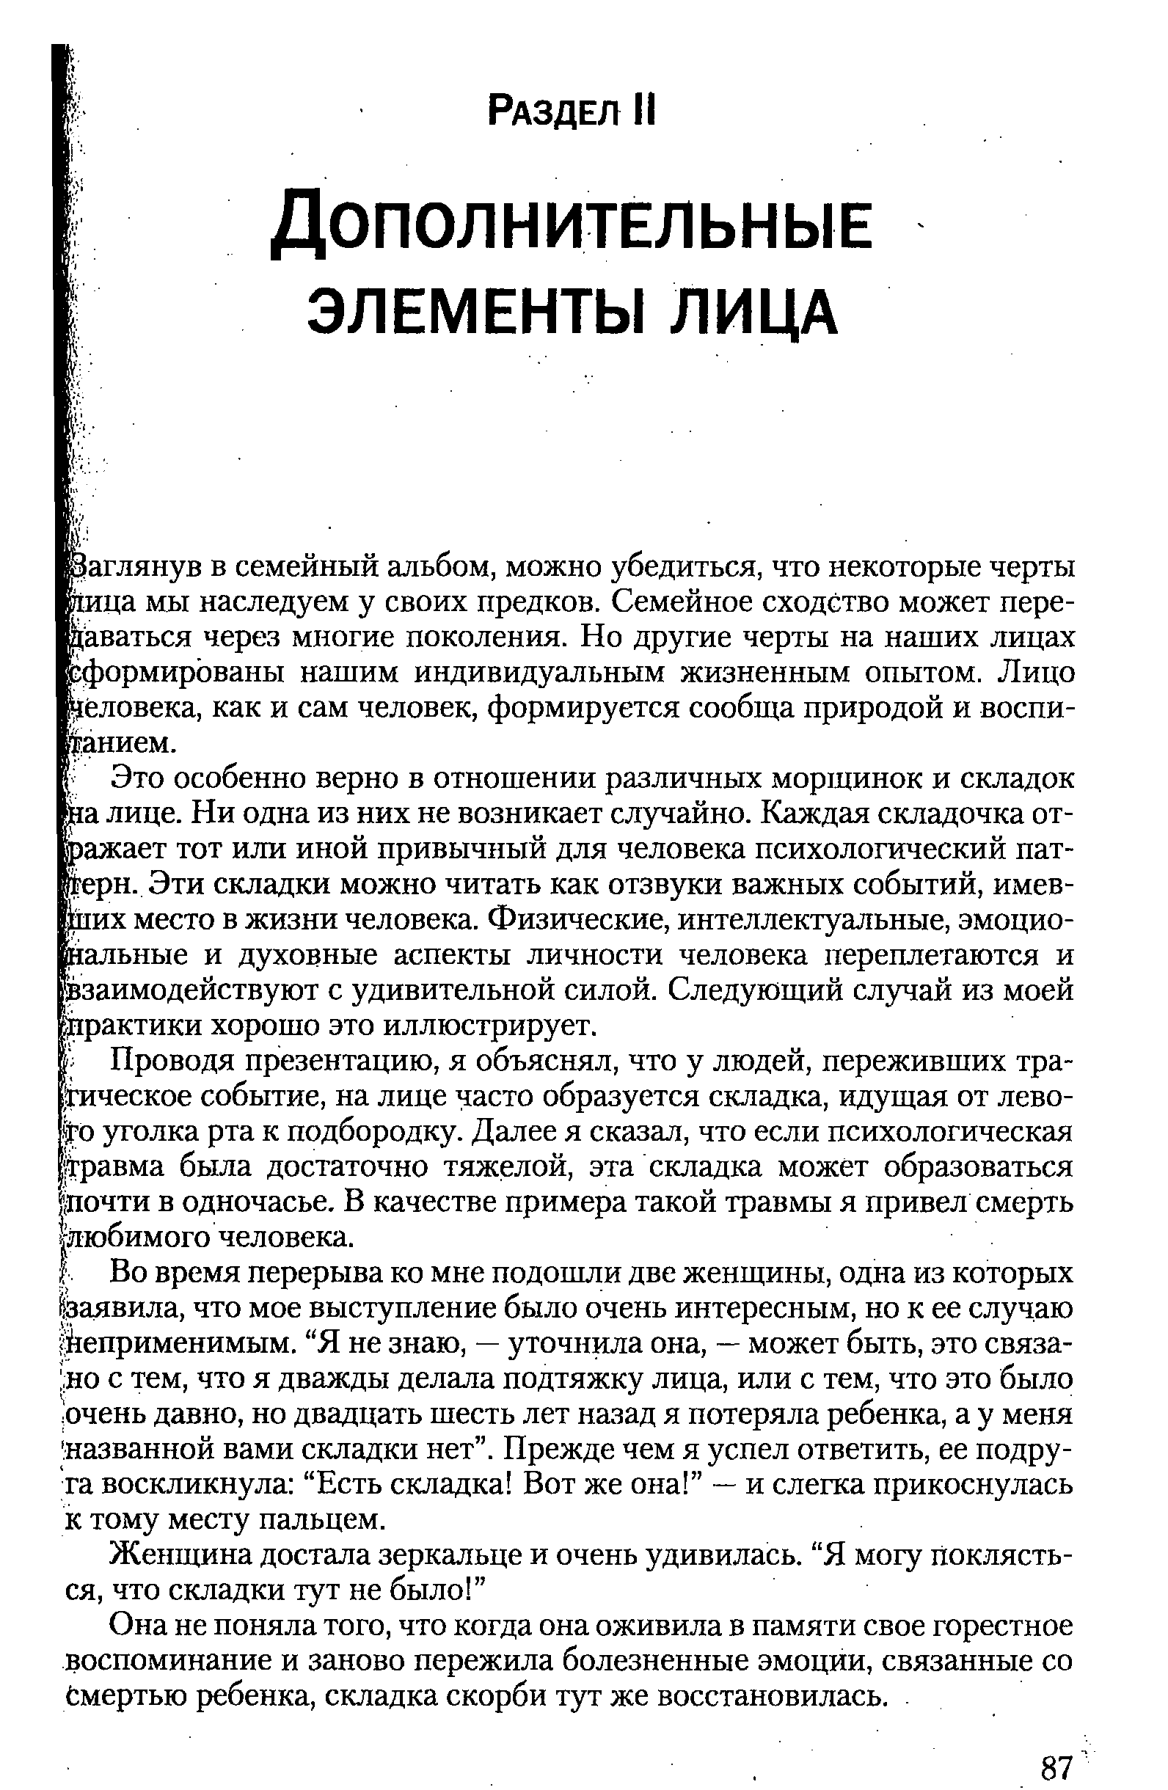 Раздел II
Дополнительные
элементы лица
Заглянув в семейный альбом, можно убедиться, что некоторые черты
лица мы наследуем у своих предков. Семейное сходство может пере-
даваться через многие поколения. Но другие черты на наших лицах
сформированы нашим индивидуальным жизненным опытом. Лицо
человека, как и сам человек, формируется сообща природой и воспи-
танием.
Это особенно верно в отношении различных морщинок и складок
на лице. Ни одна из них не возникает случайно. Каждая складочка от-
ражает тот или иной привычный для человека психологический пат-
терн. Эти складки можно читать как отзвуки важных событий, имев-
ших место в жизни человека. Физические, интеллектуальные, эмоцио-
нальные и духовные аспекты личности человека переплетаются и
взаимодействуют с удивительной силой. Следующий случай из моей
практики хорошо это иллюстрирует.
Проводя презентацию, я объяснял, что у людей, переживших тра-
гическое событие, на лице часто образуется складка, идущая от лево-
го уголка рта к подбородку. Далее я сказал, что если психологическая
травма была достаточно тяжелой, эта складка может образоваться
почти в одночасье. В качестве примера такой травмы я привел смерть
любимого человека.
Во время перерыва ко мне подошли две женщины, одна из которых
заявила, что мое выступление было очень интересным, но к ее случаю
неприменимым. “Я не знаю, — уточнила она, — может быть, это связа-
но с тем, что я дважды делала подтяжку лица, или с тем, что это было
очень давно, но двадцать шесть лет назад я потеряла ребенка, а у меня
названной вами складки нет”. Прежде чем я успел ответить, ее подру-
га воскликнула: “Есть складка! Вот же она!” — и слегка прикоснулась
к тому месту пальцем.
Женщина достала зеркальце и очень удивилась. “Я могу поклясть-
ся, что складки тут не было!”
Она не поняла того, что когда она оживила в памяти свое горестное
воспоминание и заново пережила болезненные эмоции, связанные со
смертью ребенка, складка скорби тут же восстановилась.
87